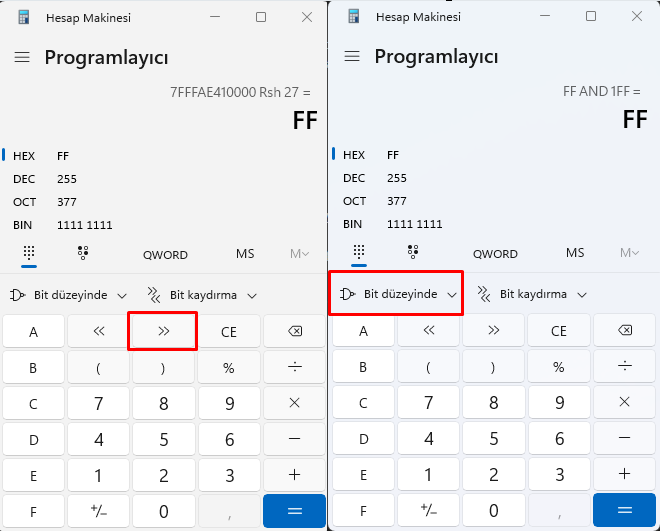 Hesap Makinesi
Programlayıcı
7FFFAE410000 Rsh 27 =
FF
HEX FF
DEC 255
OCT 377
BIN 1111 1111
QWORD MS M
Bit düzeyinde Bit kaydırma
A « » CE
B ( ) % ÷
C 7 8 9 ×
D 4 5 6 −
E 1 2 3 +
F +/− 0 , =
Hesap Makinesi
Programlayıcı
FF AND 1FF =
FF
HEX FF
DEC 255
OCT 377
BIN 1111 1111
QWORD MS M
Bit düzeyinde Bit kaydırma
A « » CE
B ( ) % ÷
C 7 8 9 ×
D 4 5 6 −
E 1 2 3 +
F +/− 0 , =